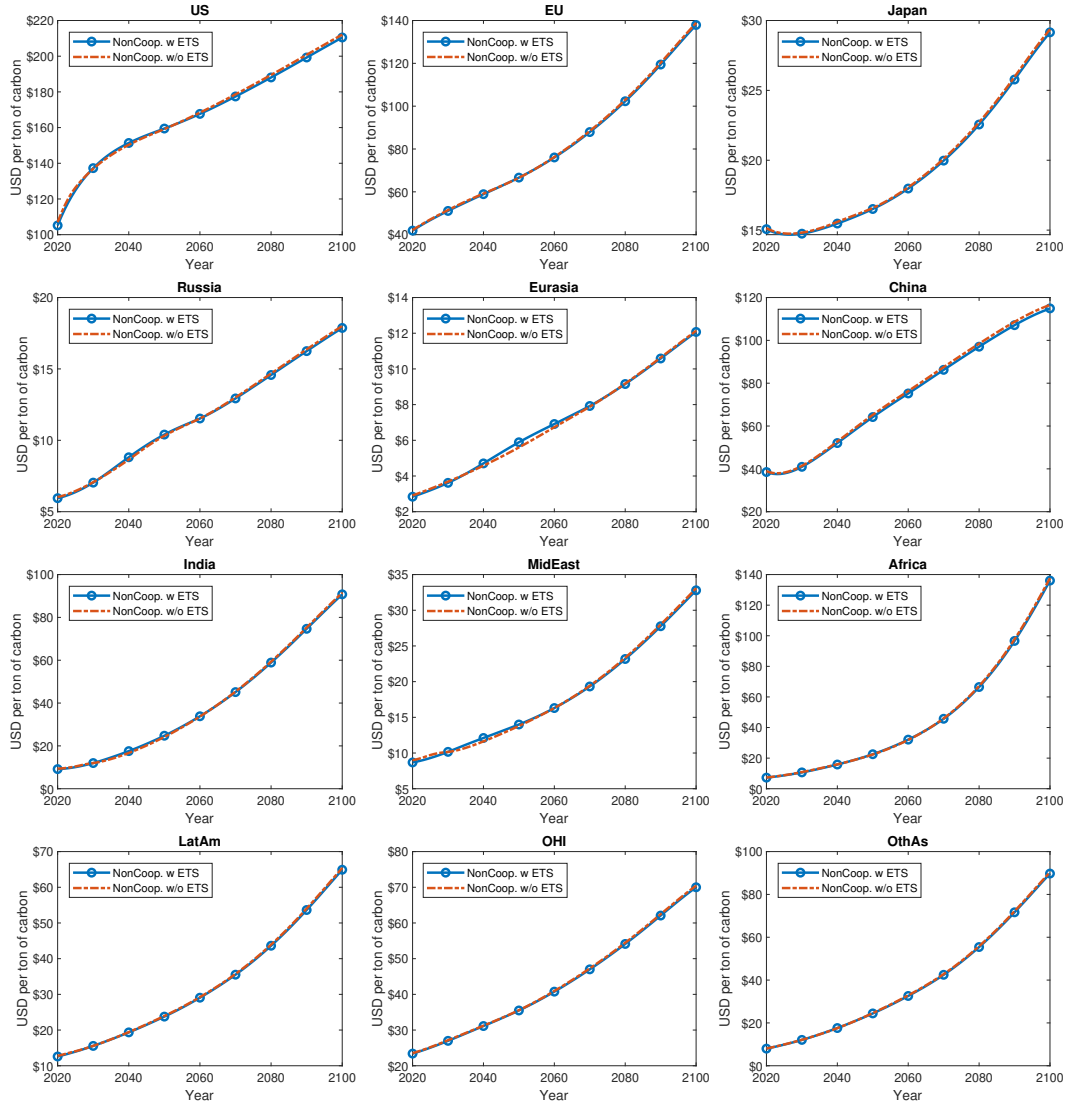 US
$220
$200
$180
$160
$140
$120
$100
USD per ton of carbon
NonCoop. w ETS
NonCoop. w/o ETS
2020 2040 2060 2080 2100
Year
EU
$140
$120
$100
$80
$60
$40
USD per ton of carbon
NonCoop. w ETS
NonCoop. w/o ETS
2020 2040 2060 2080 2100
Year
Japan
$30
$25
$20
$15
USD per ton of carbon
NonCoop. w ETS
NonCoop. w/o ETS
2020 2040 2060 2080 2100
Year
Russia
$20
$15
$10
$5
USD per ton of carbon
NonCoop. w ETS
NonCoop. w/o ETS
2020 2040 2060 2080 2100
Year
Eurasia
$14
$12
$10
$8
$6
$4
$2
USD per ton of carbon
NonCoop. w ETS
NonCoop. w/o ETS
2020 2040 2060 2080 2100
Year
China
$120
$100
$80
$60
$40
$20
USD per ton of carbon
NonCoop. w ETS
NonCoop. w/o ETS
2020 2040 2060 2080 2100
Year
India
$100
$80
$60
$40
$20
$0
USD per ton of carbon
NonCoop. w ETS
NonCoop. w/o ETS
2020 2040 2060 2080 2100
Year
MidEast
$35
$30
$25
$20
$15
$10
$5
USD per ton of carbon
NonCoop. w ETS
NonCoop. w/o ETS
2020 2040 2060 2080 2100
Year
Africa
$140
$120
$100
$80
$60
$40
$20
$0
USD per ton of carbon
NonCoop. w ETS
NonCoop. w/o ETS
2020 2040 2060 2080 2100
Year
LatAm
$70
$60
$50
$40
$30
$20
$10
USD per ton of carbon
NonCoop. w ETS
NonCoop. w/o ETS
2020 2040 2060 2080 2100
Year
OHI
$80
$70
$60
$50
$40
$30
$20
USD per ton of carbon
NonCoop. w ETS
NonCoop. w/o ETS
2020 2040 2060 2080 2100
Year
OthAs
$100
$80
$60
$40
$20
$0
USD per ton of carbon
NonCoop. w ETS
NonCoop. w/o ETS
2020 2040 2060 2080 2100
Year